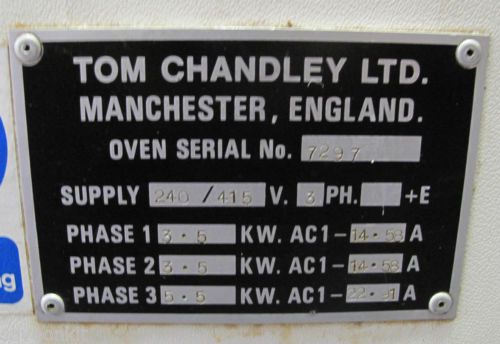 TOM CHANDLEY LTD.
MANCHESTER, ENGLAND.
OVEN SERIAL No. 7297
SUPPLY 240/415 V. 3 PH. +E
PHASE 1 3·5 KW. AC1-14·58 A
PHASE 2 3·5 KW. AC1-14·58 A
PHASE 3 5·5 KW. AC1-22·91 A